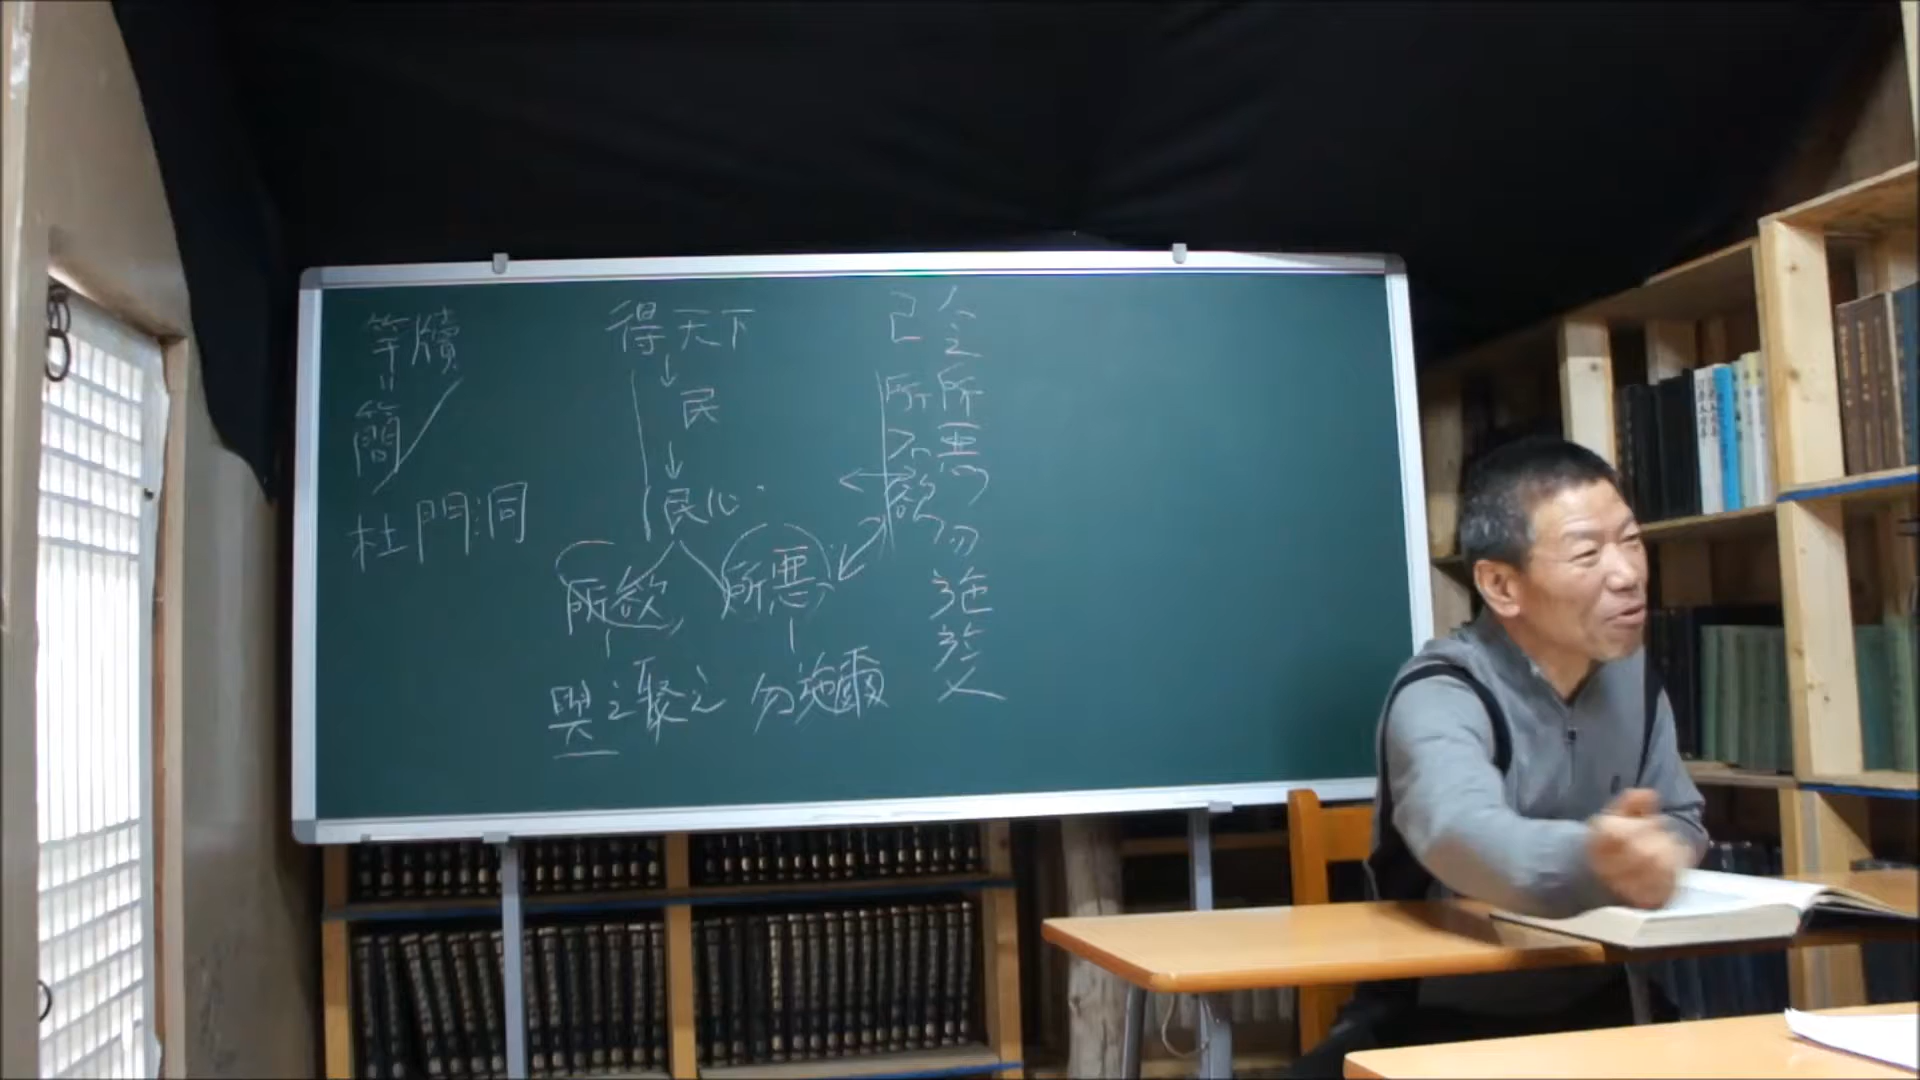 竿牘
簡
杜門洞
得天下
民
民心
所欲
所惡
與之聚之
勿施爾
己所不欲
所惡勿施於人